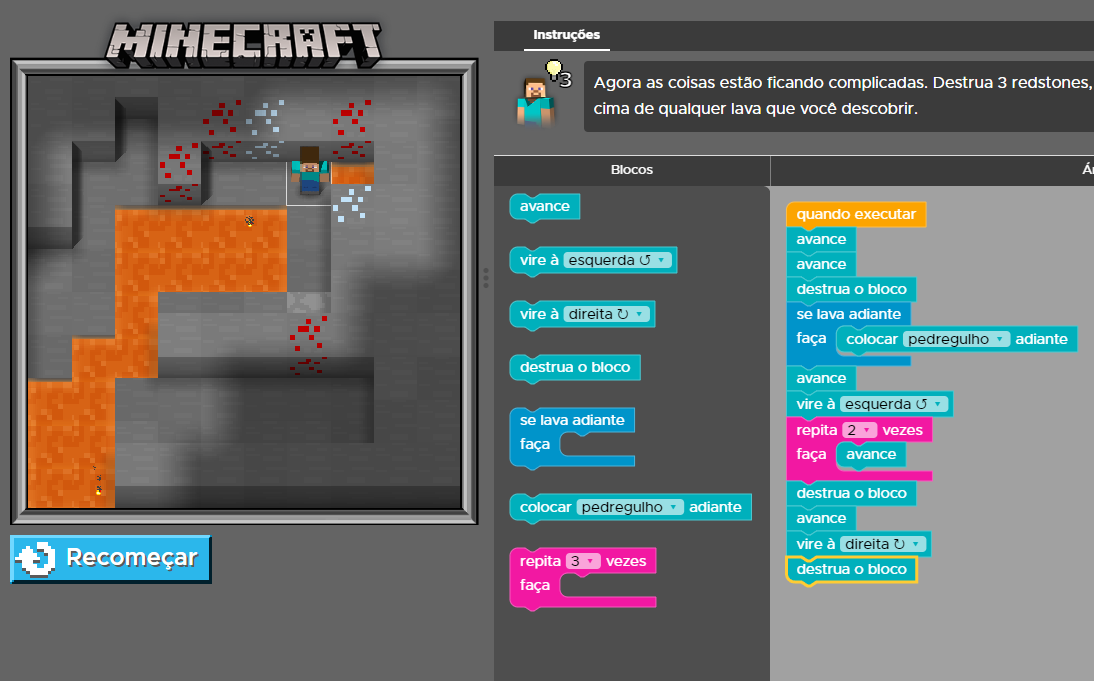 MINECRAFT
Instruções
3
Agora as coisas estão ficando complicadas. Destrua 3 redstones,
cima de qualquer lava que você descobrir.
Blocos
Ár
avance
vire à esquerda ↺ ▾
vire à direita ↻ ▾
destrua o bloco
se lava adiante
faça
colocar pedregulho ▾ adiante
repita 3 ▾ vezes
faça
quando executar
avance
avance
destrua o bloco
se lava adiante
faça colocar pedregulho ▾ adiante
avance
vire à esquerda ↺ ▾
repita 2 ▾ vezes
faça avance
destrua o bloco
avance
vire à direita ↻ ▾
destrua o bloco
Recomeçar